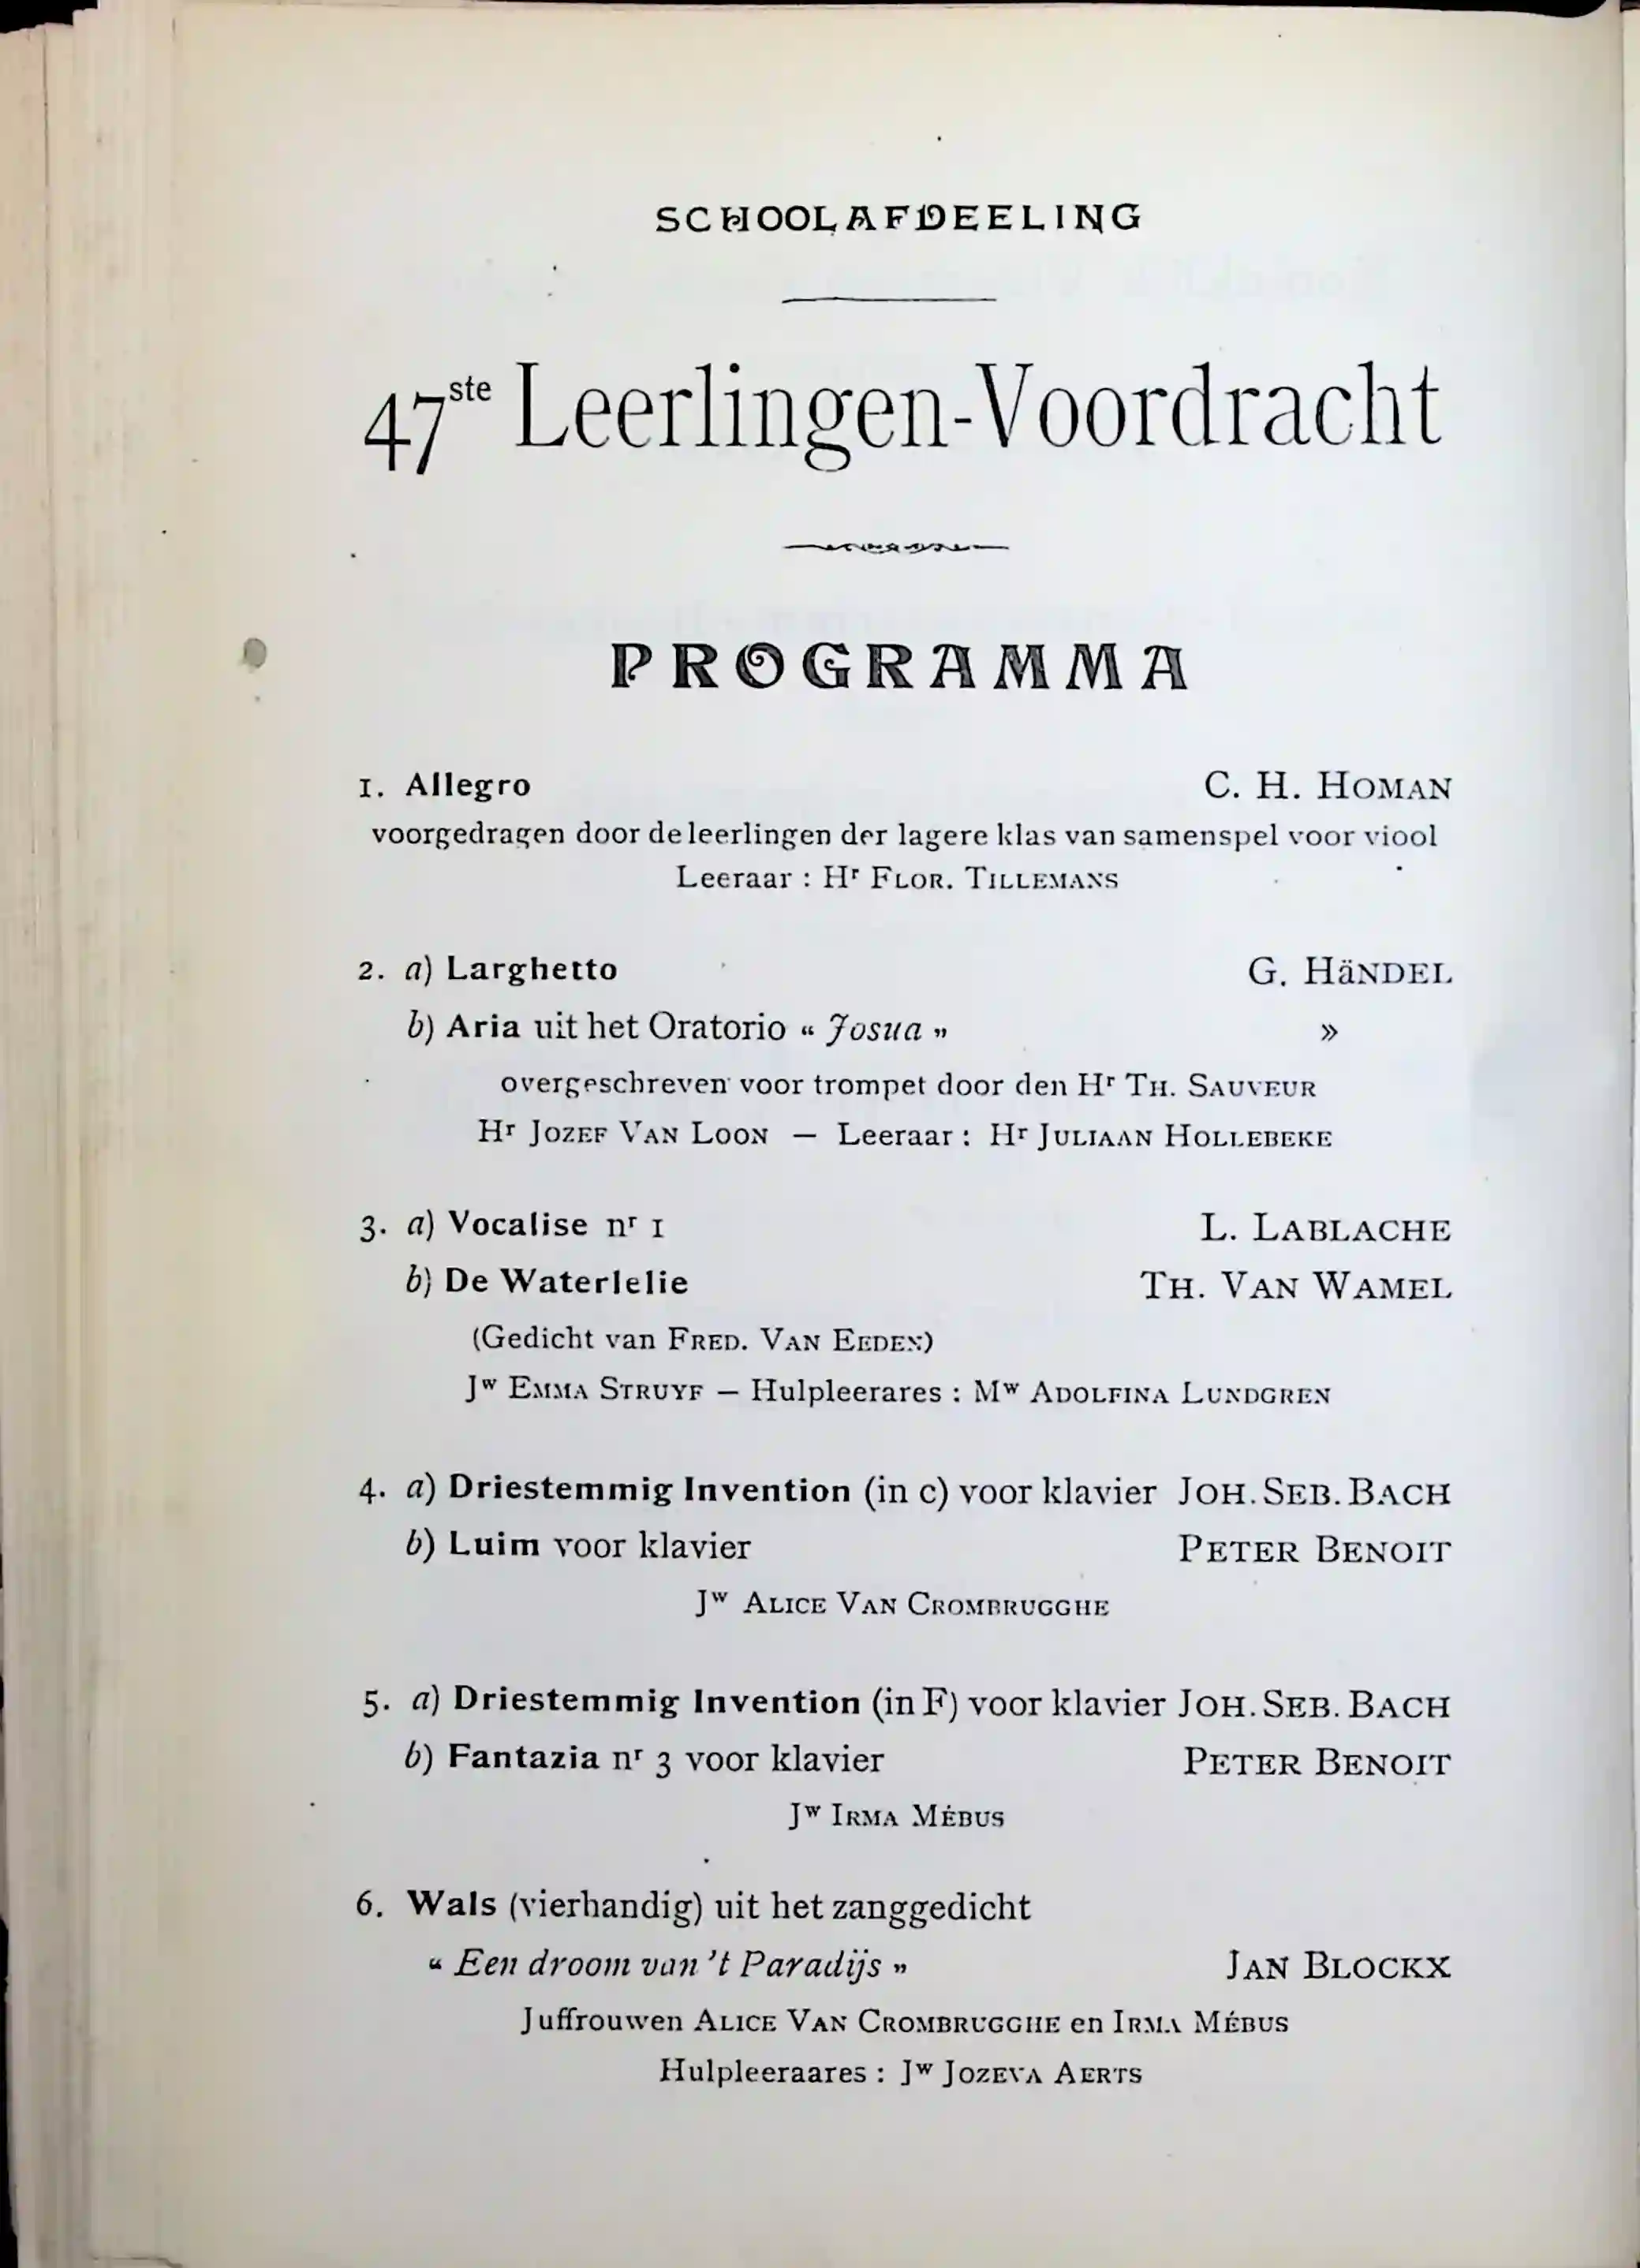 SCHOOLAFDEELING
47ste Leerlingen-Voordracht
PROGRAMMA
1. Allegro C. H. HOMAN
voorgedragen door de leerlingen der lagere klas van samenspel voor viool
Leeraar : Hr FLOR. TILLEMANS
2. a) Larghetto G. HäNDEL
b) Aria uit het Oratorio “ Josua ” »
overgeschreven voor trompet door den Hr TH. SAUVEUR
Hr JOZEF VAN LOON — Leeraar : Hr JULIAAN HOLLEBEKE
3. a) Vocalise nr 1 L. LABLACHE
b) De Waterlelie TH. VAN WAMEL
(Gedicht van FRED. VAN EEDEN)
Jw EMMA STRUYF — Hulpleerares : Mw ADOLFINA LUNDGREN
4. a) Driestemmig Invention (in c) voor klavier JOH. SEB. BACH
b) Luim voor klavier PETER BENOIT
Jw ALICE VAN CROMBRUGGHE
5. a) Driestemmig Invention (in F) voor klavier JOH. SEB. BACH
b) Fantazia nr 3 voor klavier PETER BENOIT
Jw IRMA MÉBUS
6. Wals (vierhandig) uit het zanggedicht
“ Een droom van 't Paradijs ” JAN BLOCKX
Juffrouwen ALICE VAN CROMBRUGGHE en IRMA MÉBUS
Hulpleeraares : Jw JOZEVA AERTS